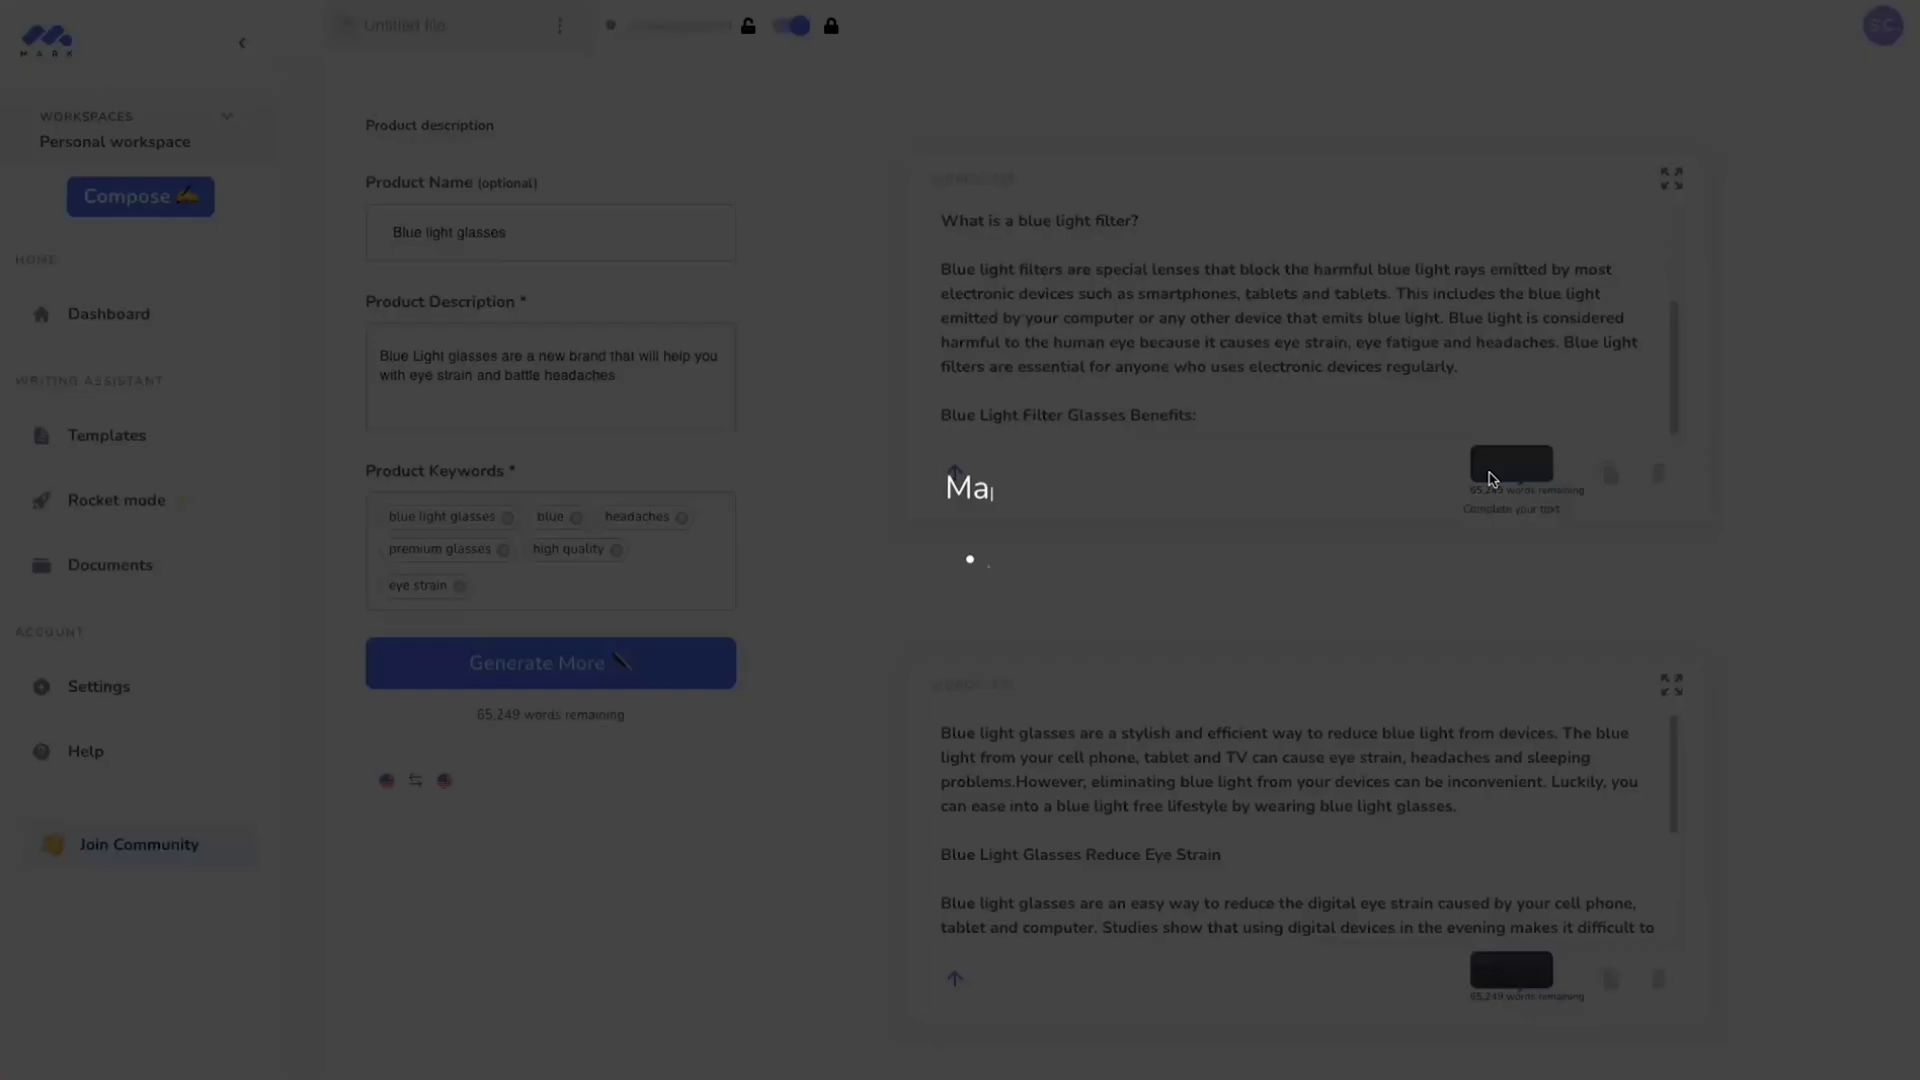 MARK
Untitled file
SC
WORKSPACES
Personal workspace
Compose
HOME
Dashboard
WRITING ASSISTANT
Templates
Rocket mode
Documents
ACCOUNT
Settings
Help
Join Community
Product description
Product Name (optional)
Blue light glasses
Product Description *
Blue Light glasses are a new brand that will help you
with eye strain and battle headaches
Product Keywords *
blue light glasses
blue
headaches
premium glasses
high quality
eye strain
Generate More
65,249 words remaining
What is a blue light filter?
Blue light filters are special lenses that block the harmful blue light rays emitted by most
electronic devices such as smartphones, tablets and tablets. This includes the blue light
emitted by your computer or any other device that emits blue light. Blue light is considered
harmful to the human eye because it causes eye strain, eye fatigue and headaches. Blue light
filters are essential for anyone who uses electronic devices regularly.
Blue Light Filter Glasses Benefits:
65,249 words remaining
Complete your text
Ma
Blue light glasses are a stylish and efficient way to reduce blue light from devices. The blue
light from your cell phone, tablet and TV can cause eye strain, headaches and sleeping
problems.However, eliminating blue light from your devices can be inconvenient. Luckily, you
can ease into a blue light free lifestyle by wearing blue light glasses.
Blue Light Glasses Reduce Eye Strain
Blue light glasses are an easy way to reduce the digital eye strain caused by your cell phone,
tablet and computer. Studies show that using digital devices in the evening makes it difficult to
65,249 words remaining